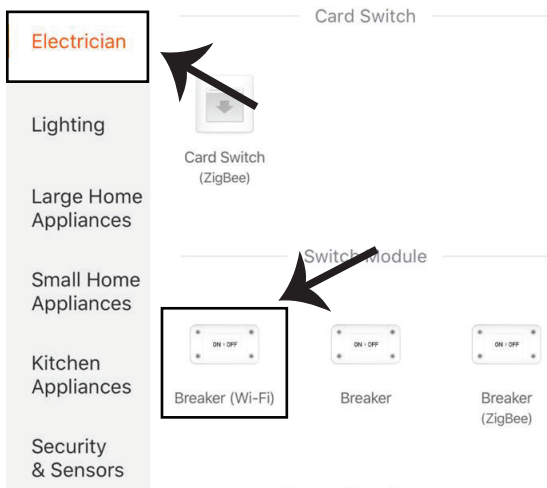 Electrician
Lighting
Large Home
Appliances
Small Home
Appliances
Kitchen
Appliances
Security
& Sensors
Card Switch
Card Switch
(ZigBee)
Switch Module
ON OFF
Breaker (Wi-Fi)
ON OFF
Breaker
ON OFF
Breaker
(ZigBee)